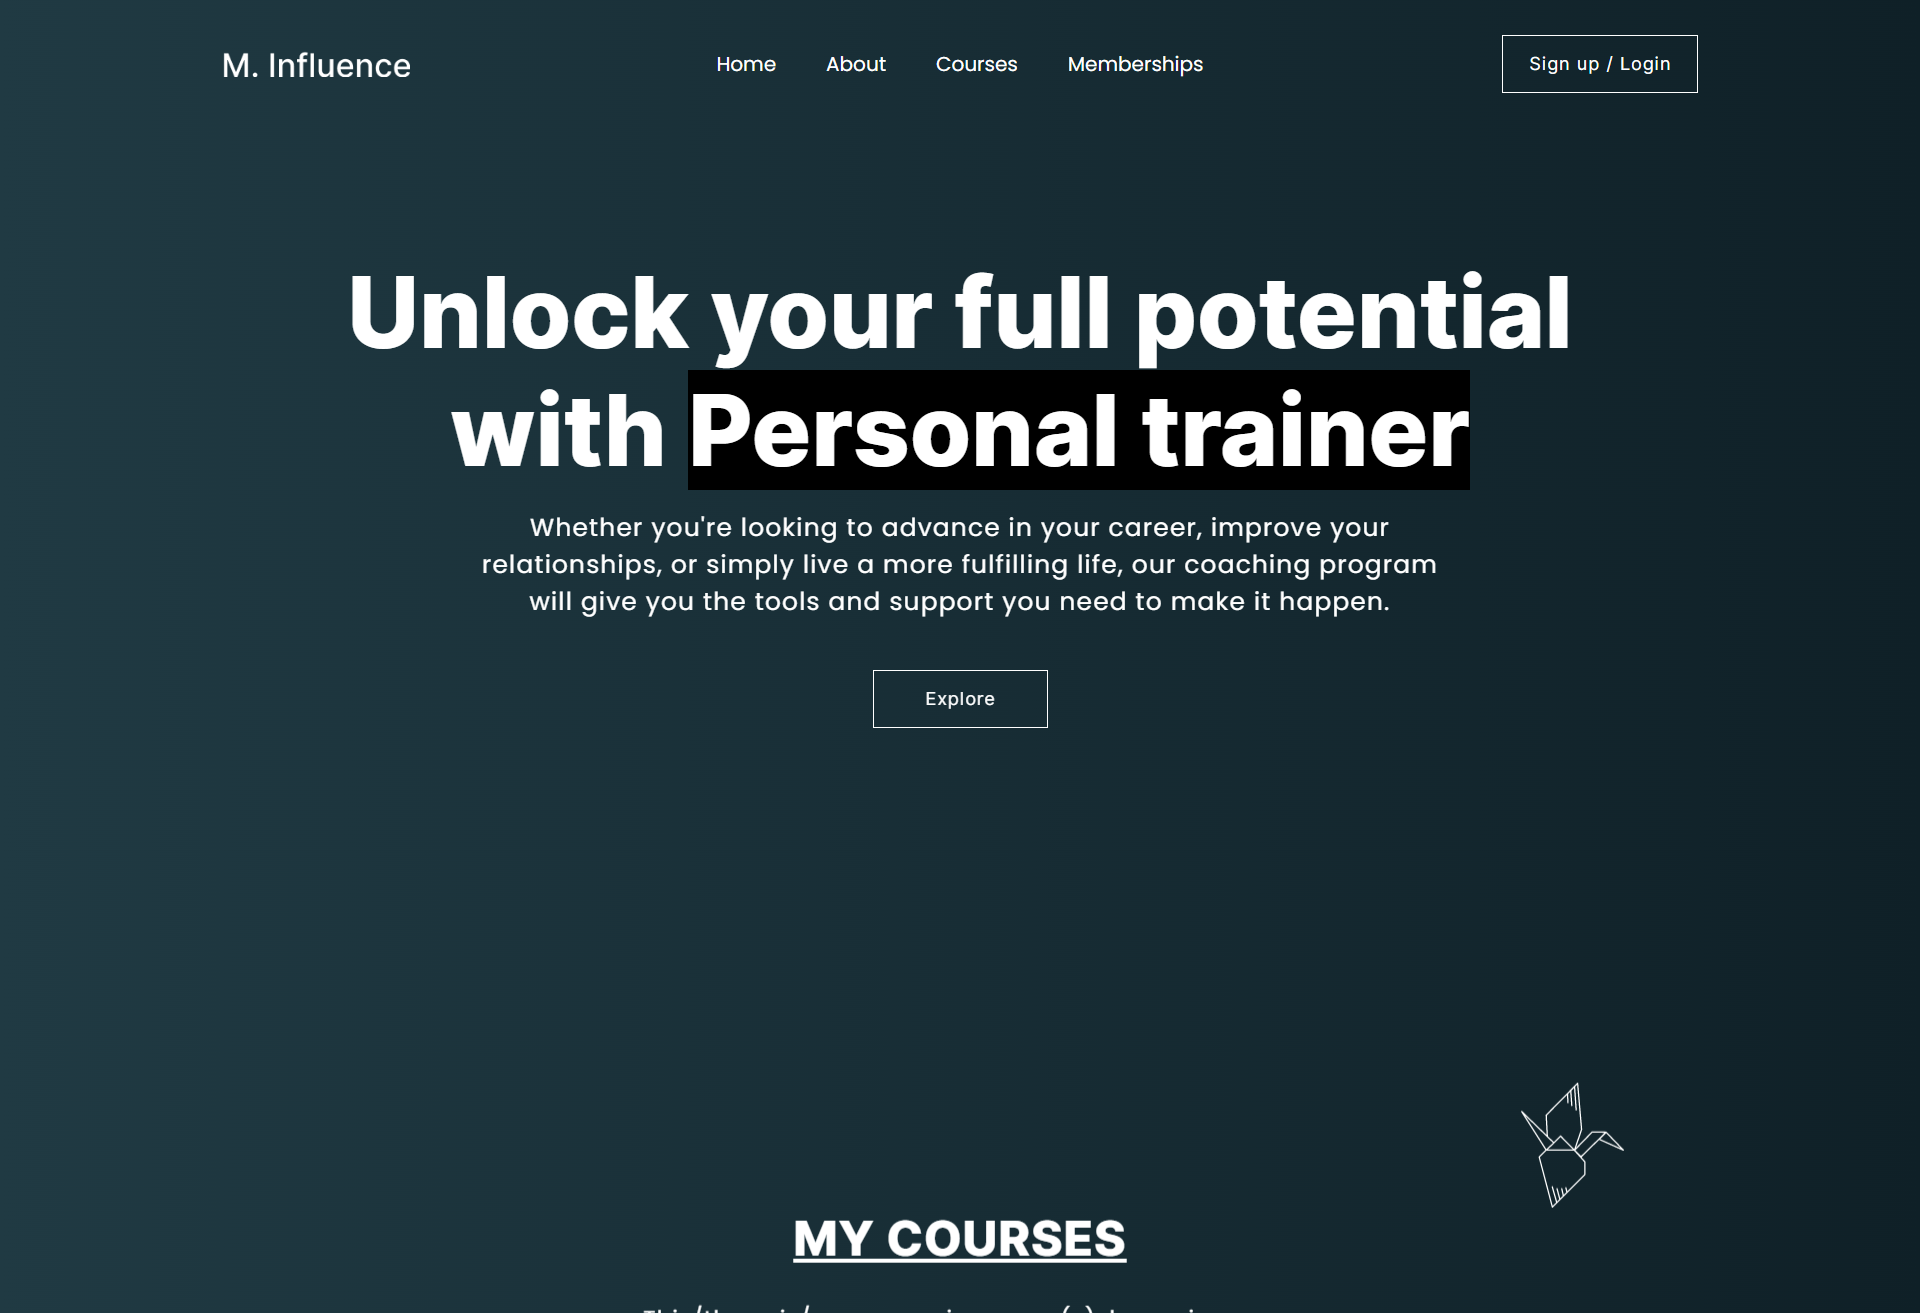 M. Influence
Home
About
Courses
Memberships
Sign up / Login
Unlock your full potential
with Personal trainer
Whether you're looking to advance in your career, improve your
relationships, or simply live a more fulfilling life, our coaching program
will give you the tools and support you need to make it happen.
Explore
MY COURSES